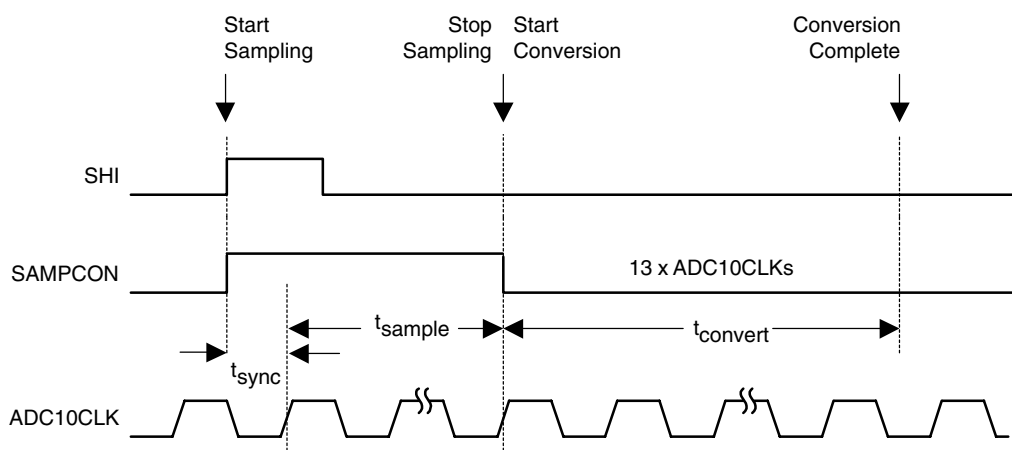 Start
Sampling
Stop
Sampling
Start
Conversion
Conversion
Complete
SHI
SAMPCON
13 x ADC10CLKs
tsample
tconvert
tsync
ADC10CLK